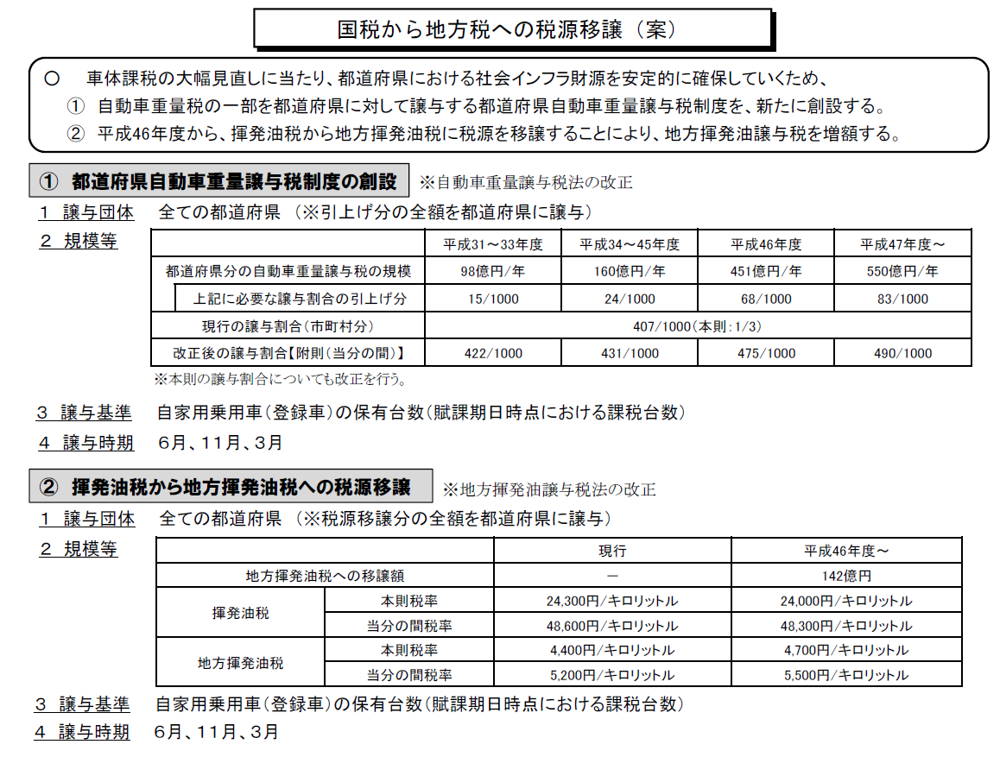 国税から地方税への税源移譲（案）
○　車体課税の大幅見直しに当たり、都道府県における社会インフラ財源を安定的に確保していくため、
①　自動車重量税の一部を都道府県に対して譲与する都道府県自動車重量譲与税制度を、新たに創設する。
②　平成46年度から、揮発油税から地方揮発油税に税源を移譲することにより、地方揮発油譲与税を増額する。
①　都道府県自動車重量譲与税制度の創設　※自動車重量譲与税法の改正
１　譲与団体　全ての都道府県　（※引上げ分の全額を都道府県に譲与）
２　規模等
平成31～33年度　平成34～45年度　平成46年度　平成47年度～
都道府県分の自動車重量譲与税の規模　98億円/年　160億円/年　451億円/年　550億円/年
上記に必要な譲与割合の引上げ分　15/1000　24/1000　68/1000　83/1000
現行の譲与割合（市町村分）　407/1000（本則：1/3）
改正後の譲与割合【附則（当分の間）】　422/1000　431/1000　475/1000　490/1000
※本則の譲与割合についても改正を行う。
３　譲与基準　自家用乗用車（登録車）の保有台数（賦課期日時点における課税台数）
４　譲与時期　６月、１１月、３月
②　揮発油税から地方揮発油税への税源移譲　※地方揮発油譲与税法の改正
１　譲与団体　全ての都道府県　（※税源移譲分の全額を都道府県に譲与）
２　規模等
現行　平成46年度～
地方揮発油税への移譲額　－　142億円
揮発油税　本則税率　24,300円/キロリットル　24,000円/キロリットル
当分の間税率　48,600円/キロリットル　48,300円/キロリットル
地方揮発油税　本則税率　4,400円/キロリットル　4,700円/キロリットル
当分の間税率　5,200円/キロリットル　5,500円/キロリットル
３　譲与基準　自家用乗用車（登録車）の保有台数（賦課期日時点における課税台数）
４　譲与時期　６月、１１月、３月